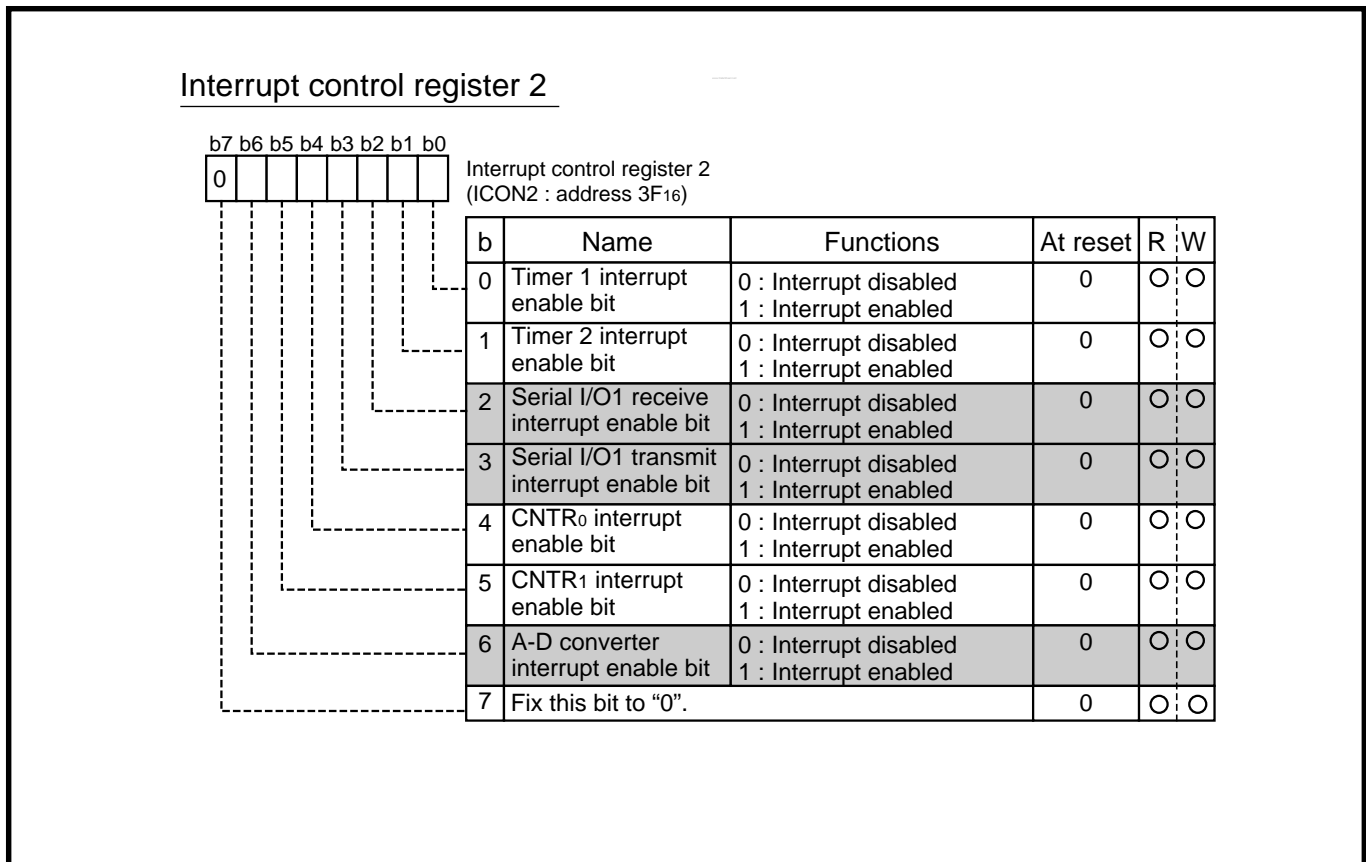 Interrupt control register 2
b7 b6 b5 b4 b3 b2 b1 b0
0
Interrupt control register 2
(ICON2 : address 3F16)
b Name Functions At reset R W
0 Timer 1 interrupt enable bit 0 : Interrupt disabled 0 O O
1 : Interrupt enabled
1 Timer 2 interrupt enable bit 0 : Interrupt disabled 0 O O
1 : Interrupt enabled
2 Serial I/O1 receive interrupt enable bit 0 : Interrupt disabled 0 O O
1 : Interrupt enabled
3 Serial I/O1 transmit interrupt enable bit 0 : Interrupt disabled 0 O O
1 : Interrupt enabled
4 CNTR0 interrupt enable bit 0 : Interrupt disabled 0 O O
1 : Interrupt enabled
5 CNTR1 interrupt enable bit 0 : Interrupt disabled 0 O O
1 : Interrupt enabled
6 A-D converter interrupt enable bit 0 : Interrupt disabled 0 O O
1 : Interrupt enabled
7 Fix this bit to “0”. 0 O O